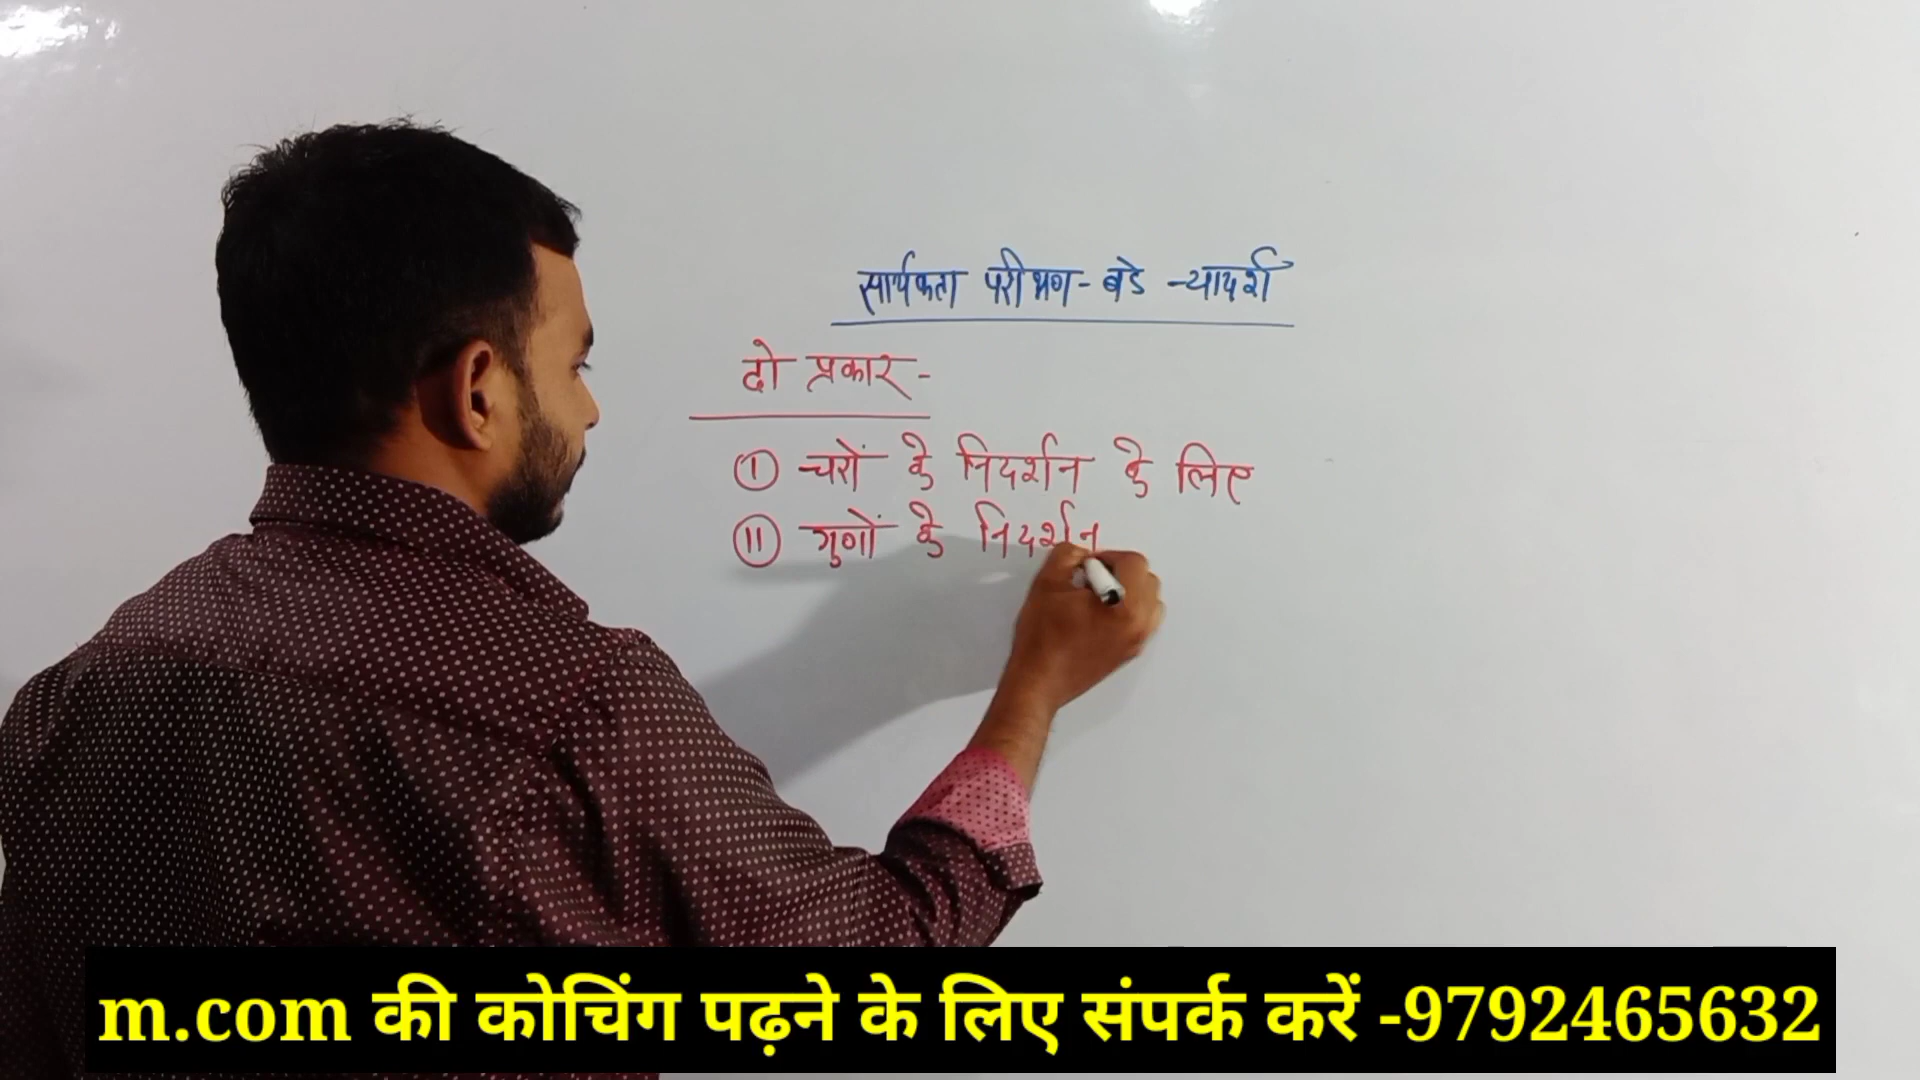 सार्थकता परीक्षण - बडे न्यादर्श
दो प्रकार -
I चरों के निदर्शन के लिए
II गुणों के निदर्शन
m.com की कोचिंग पढ़ने के लिए संपर्क करें -9792465632